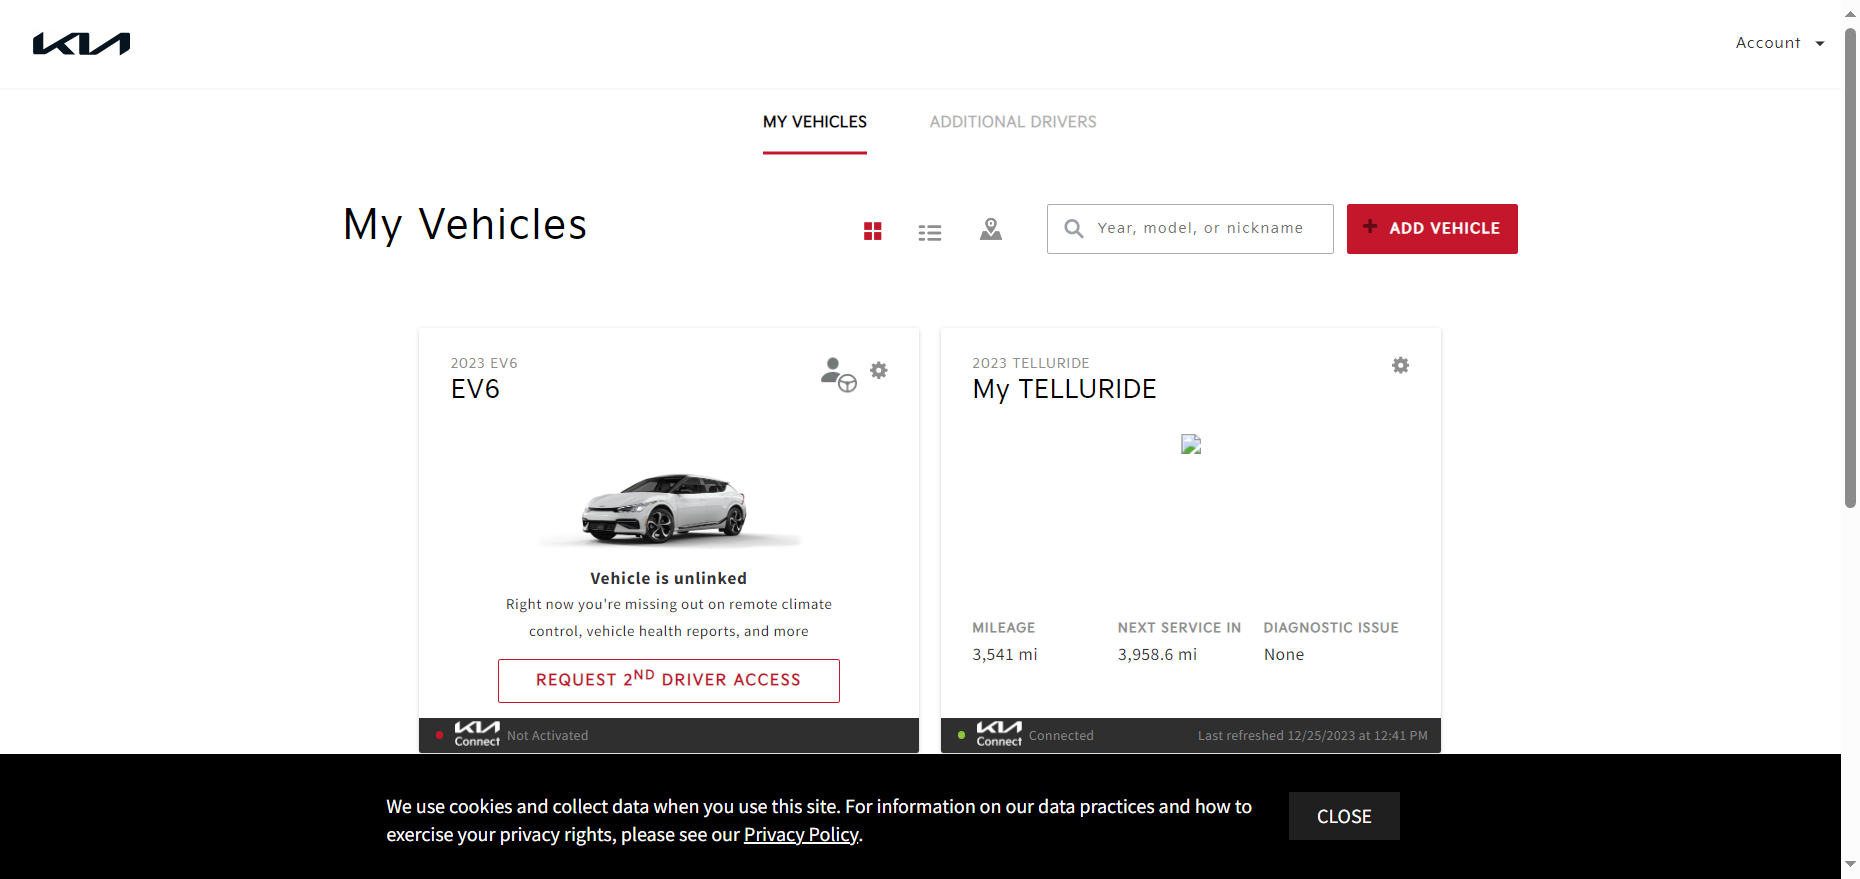 KIA
Account
MY VEHICLES
ADDITIONAL DRIVERS
My Vehicles
Year, model, or nickname
+ ADD VEHICLE
2023 EV6
EV6
Vehicle is unlinked
Right now you're missing out on remote climate
control, vehicle health reports, and more
REQUEST 2ND DRIVER ACCESS
KIA
Connect
Not Activated
2023 TELLURIDE
My TELLURIDE
MILEAGE
NEXT SERVICE IN
DIAGNOSTIC ISSUE
3,541 mi
3,958.6 mi
None
KIA
Connect
Connected
Last refreshed 12/25/2023 at 12:41 PM
We use cookies and collect data when you use this site. For information on our data practices and how to
exercise your privacy rights, please see our Privacy Policy.
CLOSE